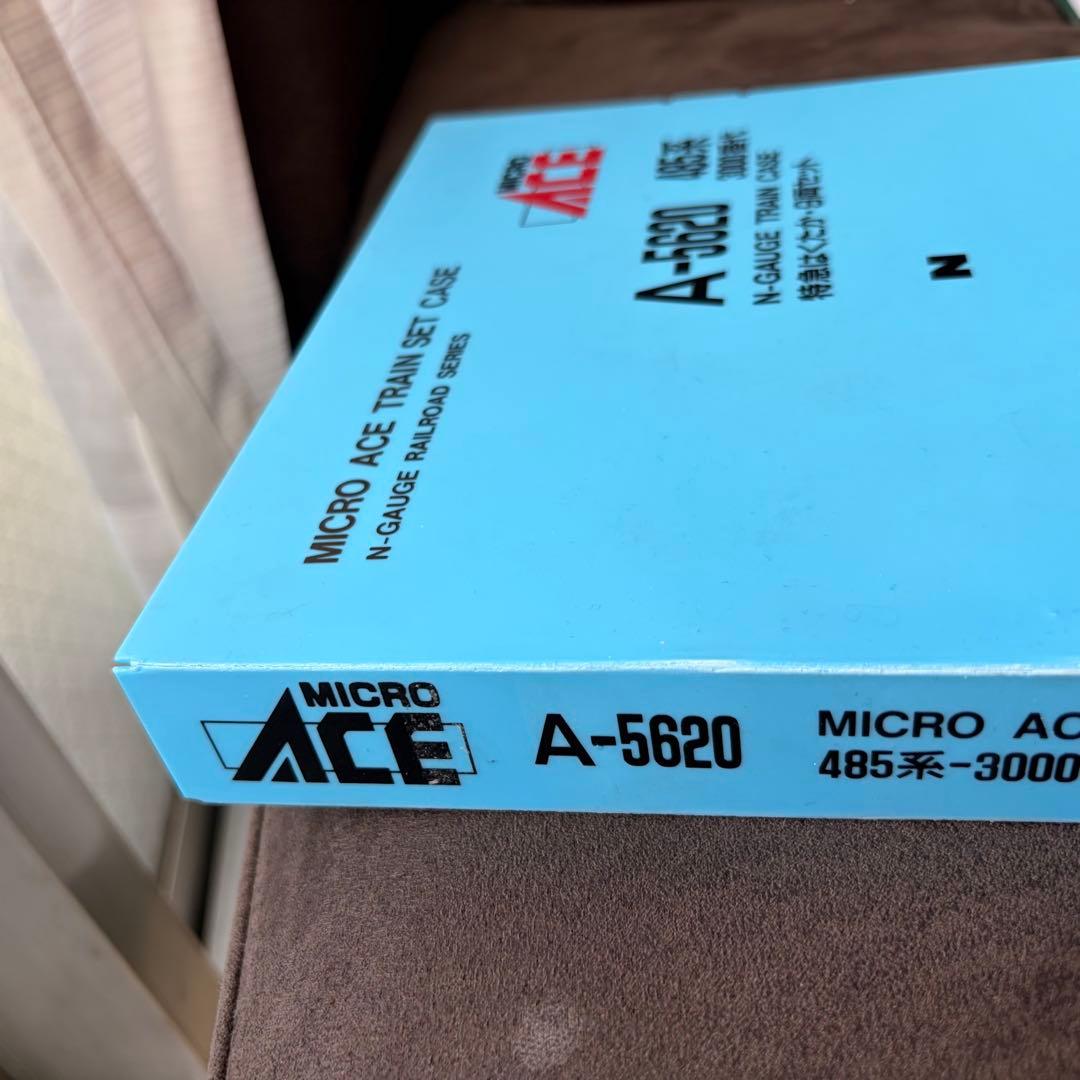 MICRO
ACE
A-5620 485系
3000番代
N-GAUGE TRAIN CASE
特急はくたか・9両セット
N
MICRO ACE TRAIN SET CASE
N-GAUGE RAILROAD SERIES
MICRO
ACE
A-5620
MICRO AC
485系-3000